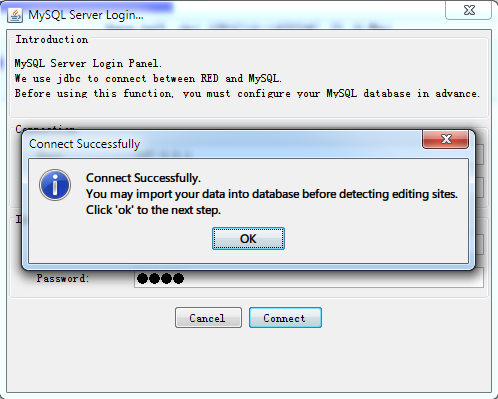 MySQL Server Login...
Introduction
MySQL Server Login Panel.
We use jdbc to connect between RED and MySQL.
Before using this function, you must configure your MySQL database in advance.
Connection
Connect Successfully
Connect Successfully.
You may import your data into database before detecting editing sites.
Click 'ok' to the next step.
OK
Password:
Cancel
Connect